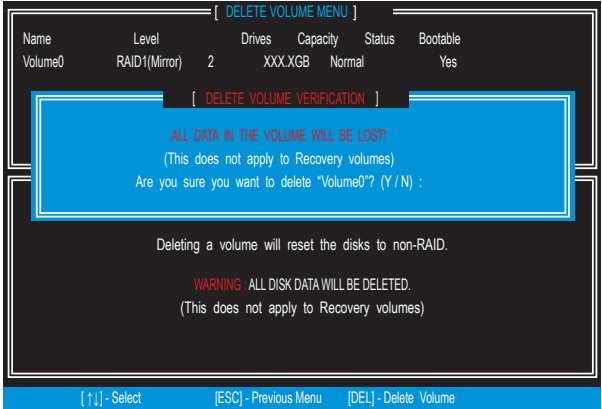 [ DELETE VOLUME MENU ]
Name Level Drives Capacity Status Bootable
Volume0 RAID1(Mirror) 2 XXX.XGB Normal Yes
[ DELETE VOLUME VERIFICATION ]
ALL DATA IN THE VOLUME WILL BE LOST!
(This does not apply to Recovery volumes)
Are you sure you want to delete “Volume0”? (Y / N) :
Deleting a volume will reset the disks to non-RAID.
WARNING : ALL DISK DATA WILL BE DELETED.
(This does not apply to Recovery volumes)
[↑↓] - Select [ESC] - Previous Menu [DEL] - Delete Volume